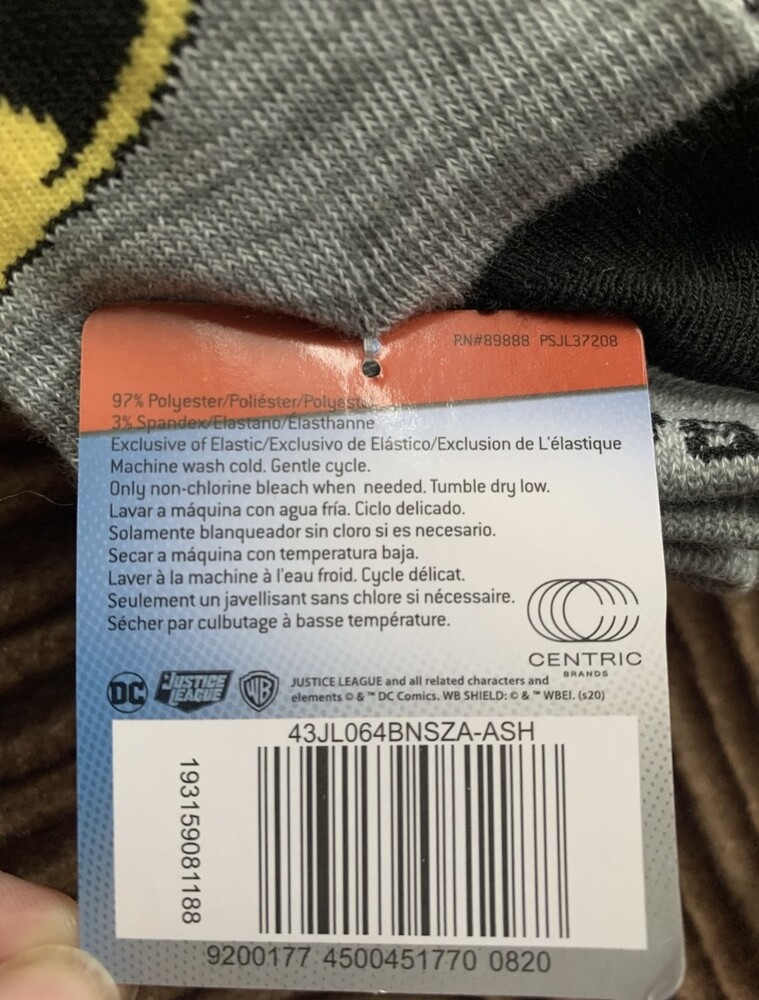 RN#89888 PSJL37208
97% Polyester/Poliéster/Polyester
3% Spandex/Elastano/Élasthanne
Exclusive of Elastic/Exclusivo de Elástico/Exclusion de L'élastique
Machine wash cold. Gentle cycle.
Only non-chlorine bleach when needed. Tumble dry low.
Lavar a máquina con agua fría. Ciclo delicado.
Solamente blanqueador sin cloro si es necesario.
Secar a máquina con temperatura baja.
Laver à la machine à l'eau froid. Cycle délicat.
Seulement un javellisant sans chlore si nécessaire.
Sécher par culbutage à basse température.
CENTRIC
BRANDS
DC
JUSTICE
LEAGUE
WB
JUSTICE LEAGUE and all related characters and
elements © & ™ DC Comics. WB SHIELD: © & ™ WBEI. (s20)
43JL064BNSZA-ASH
193159081188
9200177 4500451770 0820